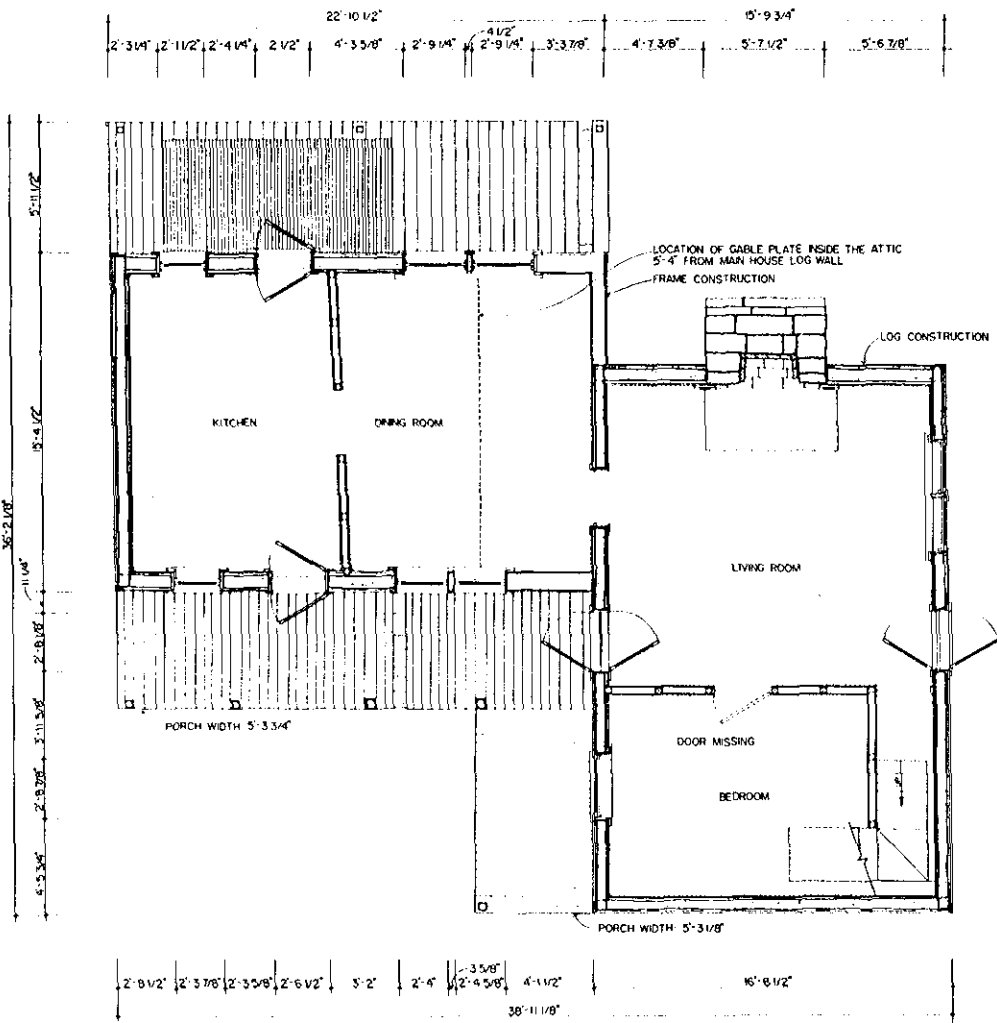 22'-10 1/2" 15'-9 3/4"
4 1/2"
2'-3 1/4" 2'-1 1/2" 2'-4 1/4" 2 1/2" 4'-3 5/8" 2'-9 1/4" 2'-9 1/4" 3'-3 7/8" 4'-7 3/8" 5'-7 1/2" 5'-6 7/8"
5'-11 1/2"
LOCATION OF GABLE PLATE INSIDE THE ATTIC
5'-4" FROM MAIN HOUSE LOG WALL
FRAME CONSTRUCTION
LOG CONSTRUCTION
KITCHEN
DINING ROOM
15'-4 1/2"
36'-2 1/8"
11 1/4"
LIVING ROOM
2'-8 1/8"
3'-11 5/8"
PORCH WIDTH 5'-3 3/4"
DOOR MISSING
2'-8 7/8"
BEDROOM
4'-5 3/4"
PORCH WIDTH 5'-3 1/8"
3 5/8"
2'-8 1/2" 2'-3 7/8" 2'-3 5/8" 2'-6 1/2" 3'-2" 2'-4" 2'-4 5/8" 4'-1 1/2" 16'-8 1/2"
38'-11 1/8"